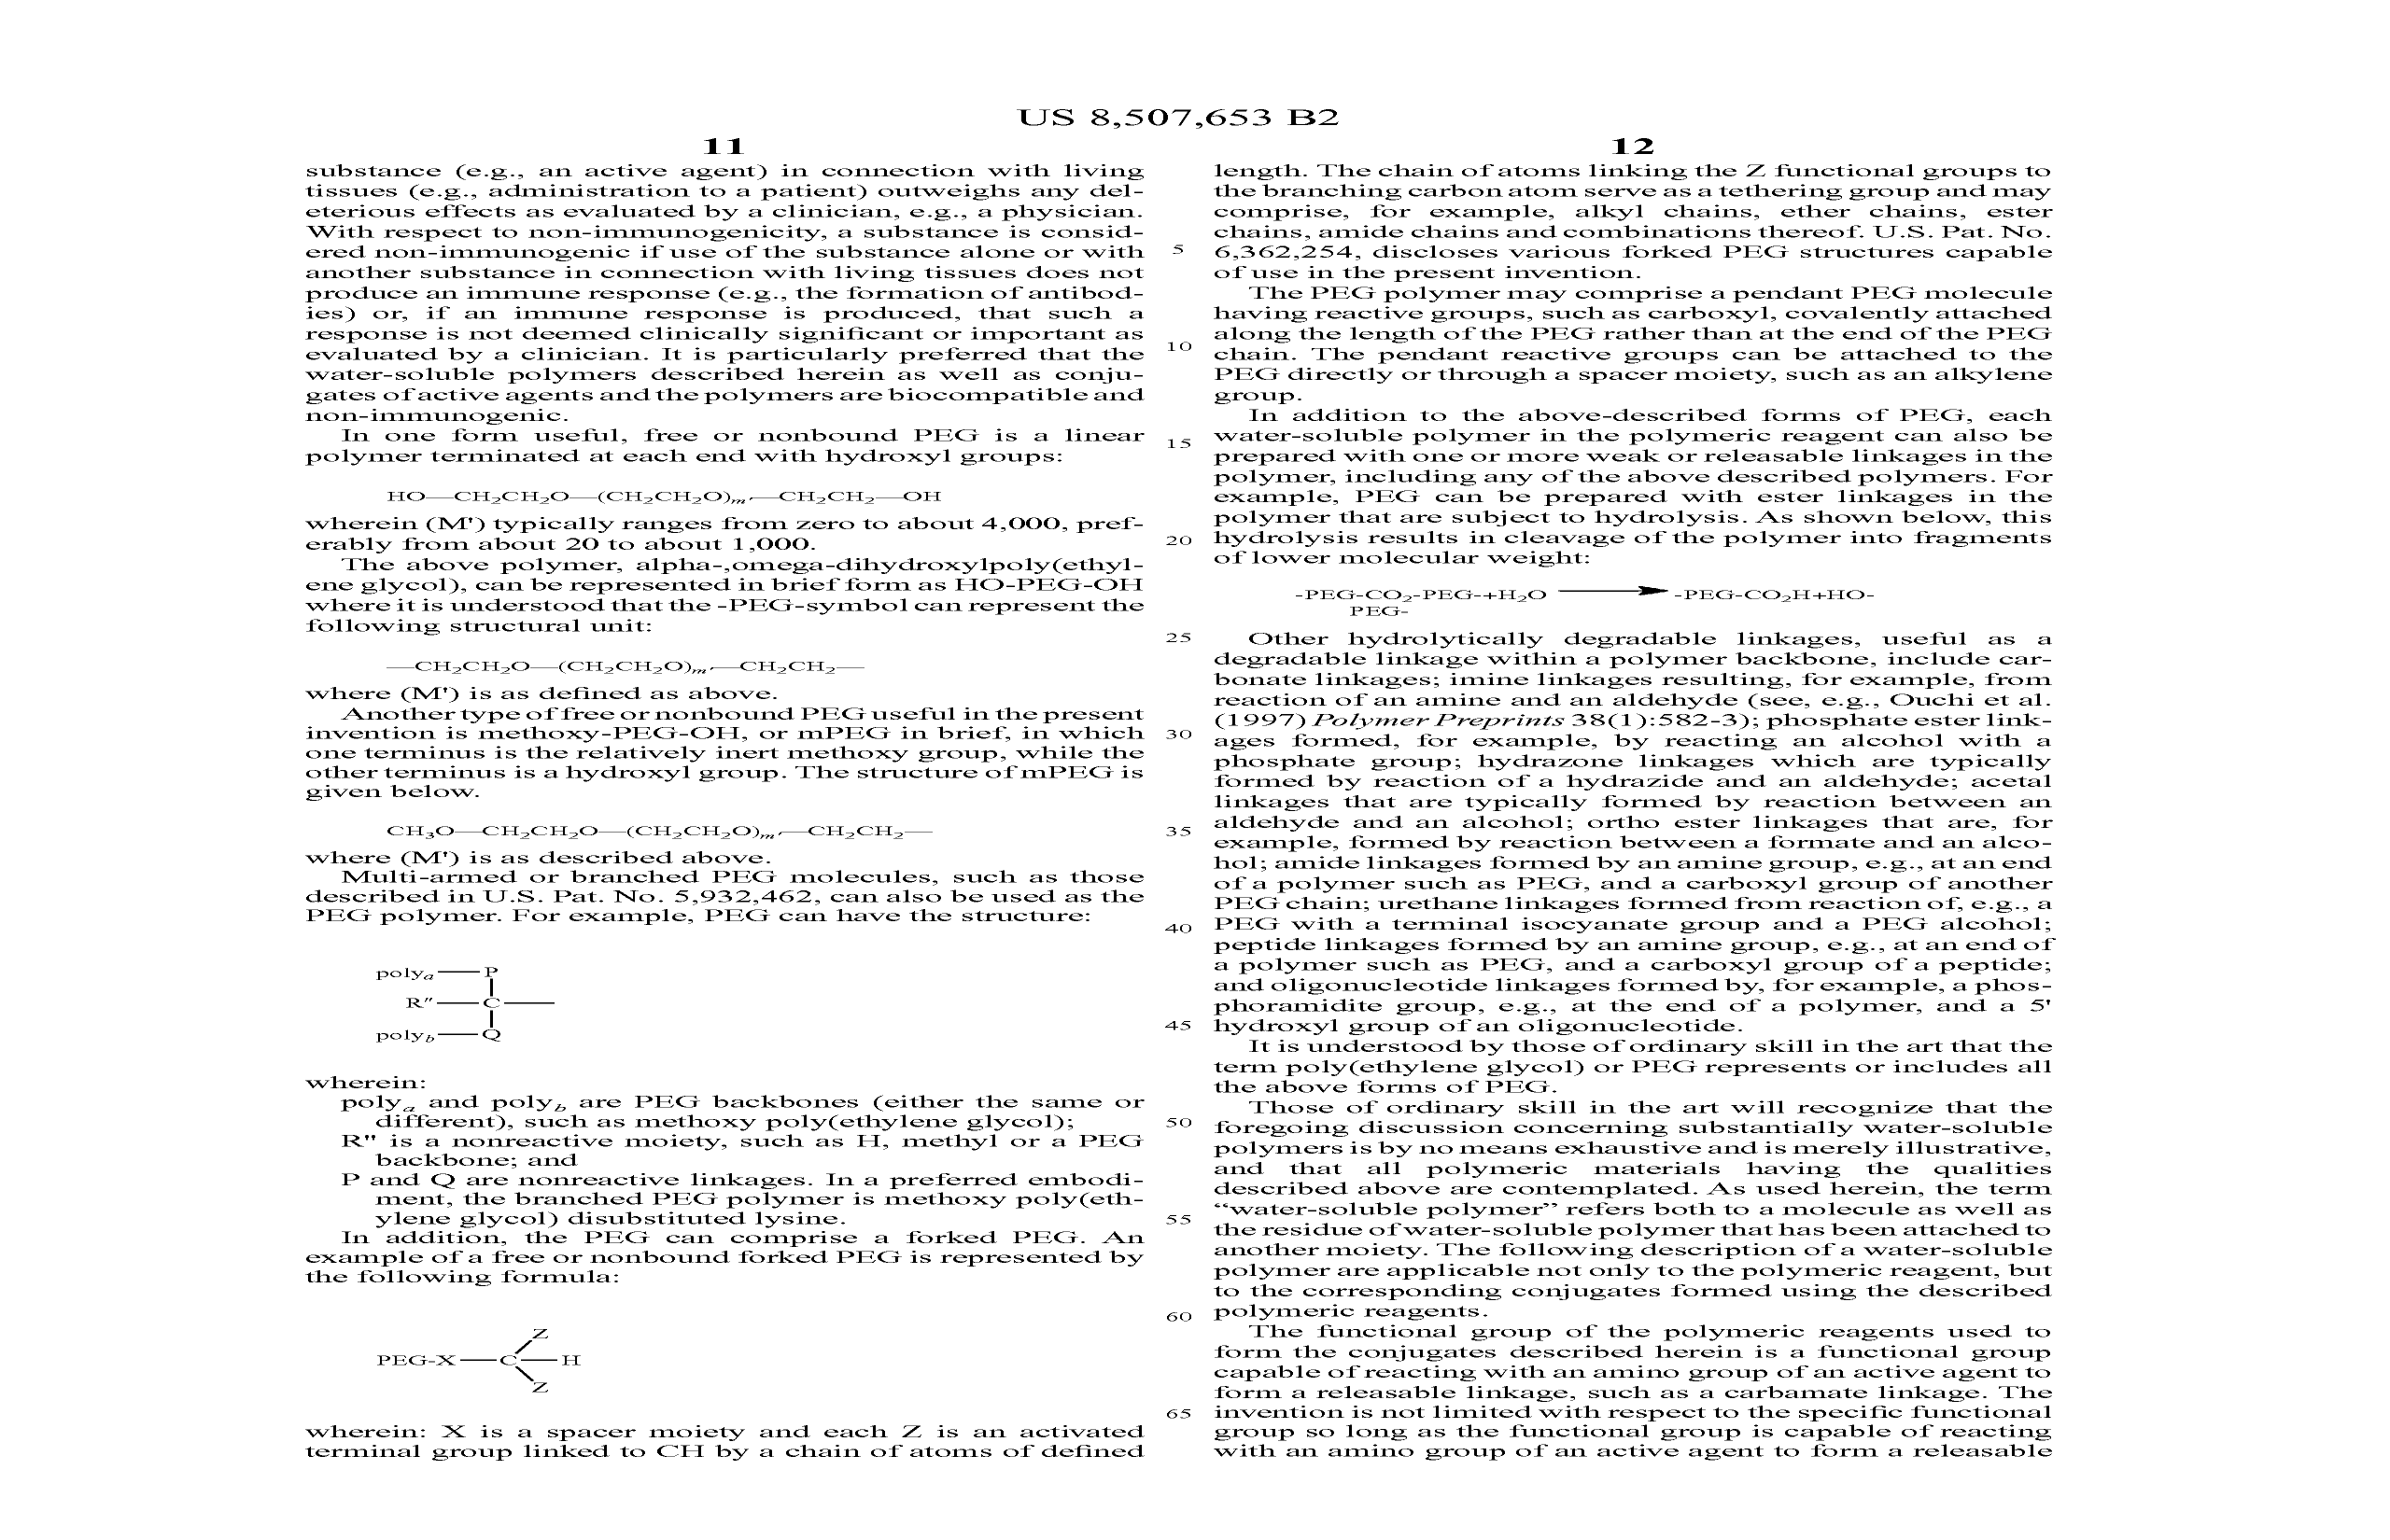 US 8,507,653 B2
11
substance (e.g., an active agent) in connection with living
tissues (e.g., administration to a patient) outweighs any del-
eterious effects as evaluated by a clinician, e.g., a physician.
With respect to non-immunogenicity, a substance is consid-
ered non-immunogenic if use of the substance alone or with
another substance in connection with living tissues does not
produce an immune response (e.g., the formation of antibod-
ies) or, if an immune response is produced, that such a
response is not deemed clinically significant or important as
evaluated by a clinician. It is particularly preferred that the
water-soluble polymers described herein as well as conju-
gates of active agents and the polymers are biocompatible and
non-immunogenic.
In one form useful, free or nonbound PEG is a linear
polymer terminated at each end with hydroxyl groups:
HO—CH₂CH₂O—(CH₂CH₂O)ₘ'—CH₂CH₂—OH
wherein (M') typically ranges from zero to about 4,000, pref-
erably from about 20 to about 1,000.
The above polymer, alpha-,omega-dihydroxylpoly(ethyl-
ene glycol), can be represented in brief form as HO-PEG-OH
where it is understood that the -PEG-symbol can represent the
following structural unit:
—CH₂CH₂O—(CH₂CH₂O)ₘ'—CH₂CH₂—
where (M') is as defined as above.
Another type of free or nonbound PEG useful in the present
invention is methoxy-PEG-OH, or mPEG in brief, in which
one terminus is the relatively inert methoxy group, while the
other terminus is a hydroxyl group. The structure of mPEG is
given below.
CH₃O—CH₂CH₂O—(CH₂CH₂O)ₘ'—CH₂CH₂—
where (M') is as described above.
Multi-armed or branched PEG molecules, such as those
described in U.S. Pat. No. 5,932,462, can also be used as the
PEG polymer. For example, PEG can have the structure:
polyₐ—P
R"—C—
poly_b—Q
wherein:
polyₐ and poly_b are PEG backbones (either the same or
different), such as methoxy poly(ethylene glycol);
R" is a nonreactive moiety, such as H, methyl or a PEG
backbone; and
P and Q are nonreactive linkages. In a preferred embodi-
ment, the branched PEG polymer is methoxy poly(eth-
ylene glycol) disubstituted lysine.
In addition, the PEG can comprise a forked PEG. An
example of a free or nonbound forked PEG is represented by
the following formula:
Z
PEG-X—C—H
Z
wherein: X is a spacer moiety and each Z is an activated
terminal group linked to CH by a chain of atoms of defined
5
10
15
20
25
30
35
40
45
50
55
60
65
12
length. The chain of atoms linking the Z functional groups to
the branching carbon atom serve as a tethering group and may
comprise, for example, alkyl chains, ether chains, ester
chains, amide chains and combinations thereof. U.S. Pat. No.
6,362,254, discloses various forked PEG structures capable
of use in the present invention.
The PEG polymer may comprise a pendant PEG molecule
having reactive groups, such as carboxyl, covalently attached
along the length of the PEG rather than at the end of the PEG
chain. The pendant reactive groups can be attached to the
PEG directly or through a spacer moiety, such as an alkylene
group.
In addition to the above-described forms of PEG, each
water-soluble polymer in the polymeric reagent can also be
prepared with one or more weak or releasable linkages in the
polymer, including any of the above described polymers. For
example, PEG can be prepared with ester linkages in the
polymer that are subject to hydrolysis. As shown below, this
hydrolysis results in cleavage of the polymer into fragments
of lower molecular weight:
-PEG-CO₂-PEG-+H₂O ⟶ -PEG-CO₂H+HO-
PEG-
Other hydrolytically degradable linkages, useful as a
degradable linkage within a polymer backbone, include car-
bonate linkages; imine linkages resulting, for example, from
reaction of an amine and an aldehyde (see, e.g., Ouchi et al.
(1997) Polymer Preprints 38(1):582-3); phosphate ester link-
ages formed, for example, by reacting an alcohol with a
phosphate group; hydrazone linkages which are typically
formed by reaction of a hydrazide and an aldehyde; acetal
linkages that are typically formed by reaction between an
aldehyde and an alcohol; ortho ester linkages that are, for
example, formed by reaction between a formate and an alco-
hol; amide linkages formed by an amine group, e.g., at an end
of a polymer such as PEG, and a carboxyl group of another
PEG chain; urethane linkages formed from reaction of, e.g., a
PEG with a terminal isocyanate group and a PEG alcohol;
peptide linkages formed by an amine group, e.g., at an end of
a polymer such as PEG, and a carboxyl group of a peptide;
and oligonucleotide linkages formed by, for example, a phos-
phoramidite group, e.g., at the end of a polymer, and a 5'
hydroxyl group of an oligonucleotide.
It is understood by those of ordinary skill in the art that the
term poly(ethylene glycol) or PEG represents or includes all
the above forms of PEG.
Those of ordinary skill in the art will recognize that the
foregoing discussion concerning substantially water-soluble
polymers is by no means exhaustive and is merely illustrative,
and that all polymeric materials having the qualities
described above are contemplated. As used herein, the term
“water-soluble polymer” refers both to a molecule as well as
the residue of water-soluble polymer that has been attached to
another moiety. The following description of a water-soluble
polymer are applicable not only to the polymeric reagent, but
to the corresponding conjugates formed using the described
polymeric reagents.
The functional group of the polymeric reagents used to
form the conjugates described herein is a functional group
capable of reacting with an amino group of an active agent to
form a releasable linkage, such as a carbamate linkage. The
invention is not limited with respect to the specific functional
group so long as the functional group is capable of reacting
with an amino group of an active agent to form a releasable